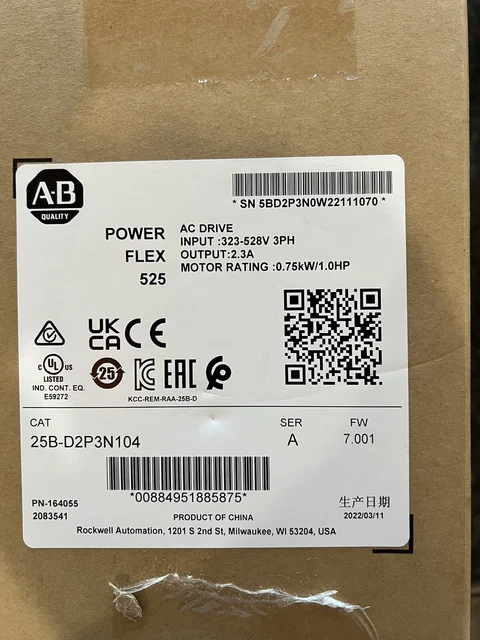 A-B
QUALITY
* SN 5BD2P3N0W22111070 *
POWER
FLEX
525
AC DRIVE
INPUT :323-528V 3PH
OUTPUT:2.3A
MOTOR RATING :0.75kW/1.0HP
UK
CA CE
C UL US
LISTED
IND. CONT. EQ.
E59272
25
EAC
KCC-REM-RAA-25B-D
CAT
25B-D2P3N104
SER
A
FW
7.001
*00884951885875*
PN-164055
2083541
PRODUCT OF CHINA
Rockwell Automation, 1201 S 2nd St, Milwaukee, WI 53204, USA
生产日期
2022/03/11